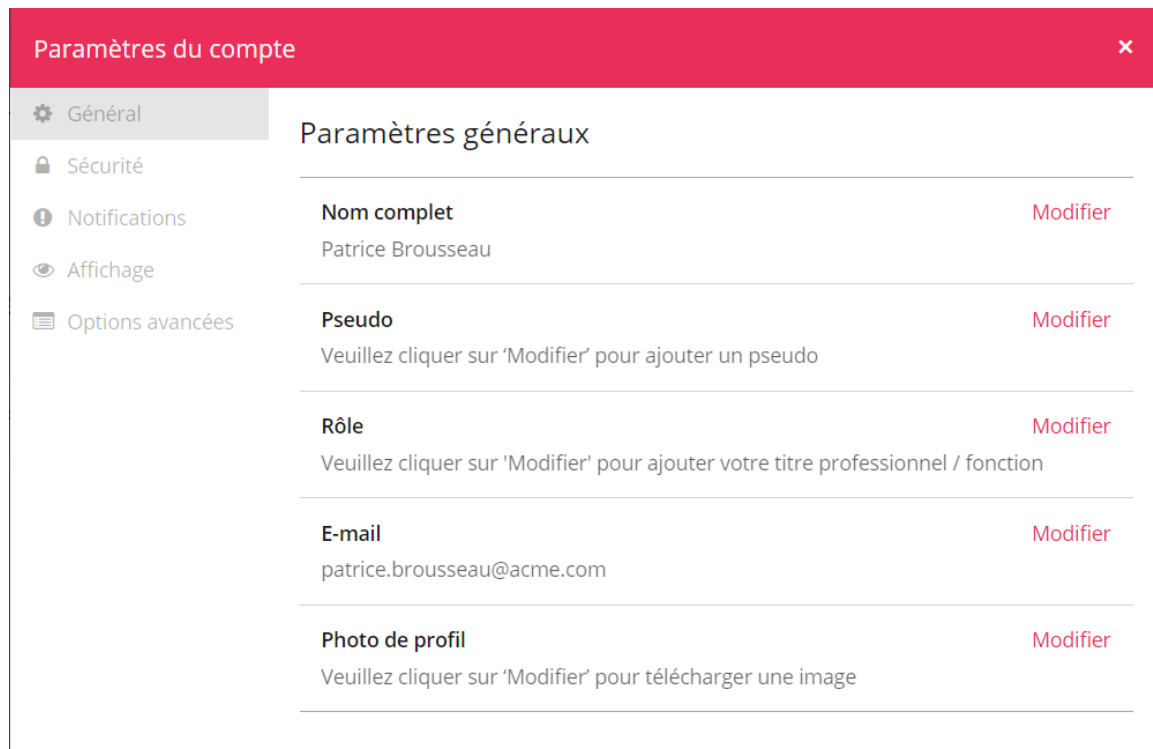 Paramètres du compte
×
Général
Sécurité
Notifications
Affichage
Options avancées
Paramètres généraux
Nom complet Modifier
Patrice Brousseau
Pseudo Modifier
Veuillez cliquer sur ‘Modifier’ pour ajouter un pseudo
Rôle Modifier
Veuillez cliquer sur 'Modifier' pour ajouter votre titre professionnel / fonction
E-mail Modifier
patrice.brousseau@acme.com
Photo de profil Modifier
Veuillez cliquer sur ‘Modifier’ pour télécharger une image